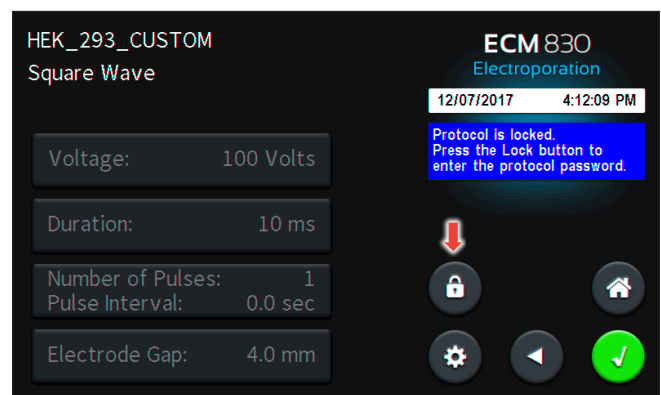 HEK_293_CUSTOM
Square Wave
Voltage: 100 Volts
Duration: 10 ms
Number of Pulses: 1
Pulse Interval: 0.0 sec
Electrode Gap: 4.0 mm
ECM 830
Electroporation
12/07/2017 4:12:09 PM
Protocol is locked.
Press the Lock button to
enter the protocol password.